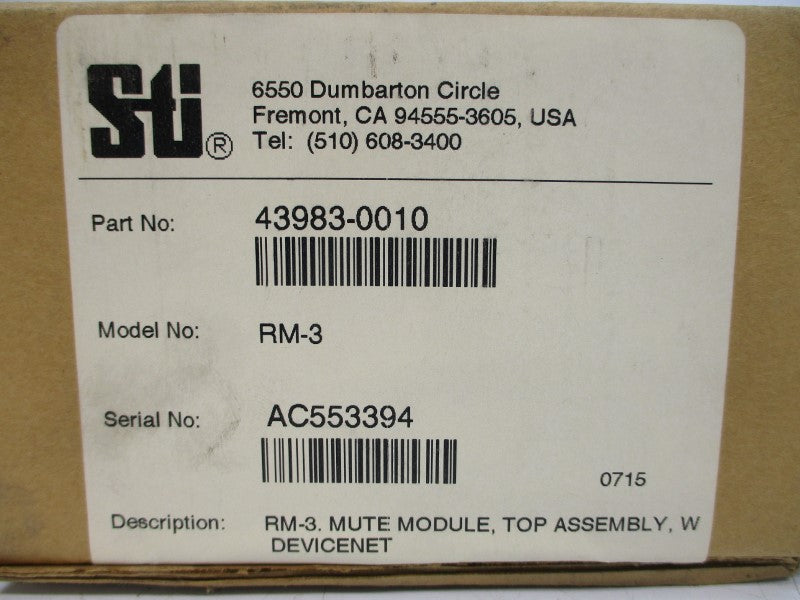 Sti®
6550 Dumbarton Circle
Fremont, CA 94555-3605, USA
Tel: (510) 608-3400
Part No: 43983-0010
Model No: RM-3
Serial No: AC553394
0715
Description: RM-3. MUTE MODULE, TOP ASSEMBLY, W
DEVICENET